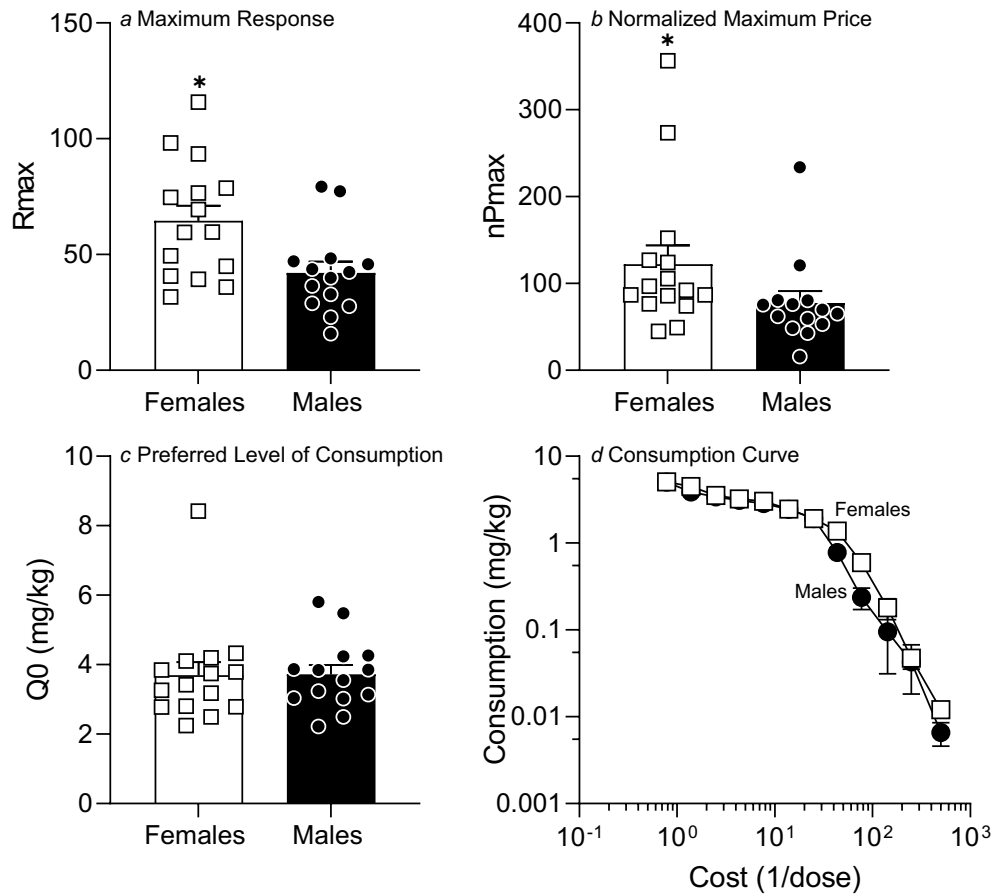 a Maximum Response
150
100
50
0
Rmax
*
Females
Males
b Normalized Maximum Price
400
300
200
100
0
nPmax
*
Females
Males
c Preferred Level of Consumption
10
8
6
4
2
0
Q0 (mg/kg)
Females
Males
d Consumption Curve
10
1
0.1
0.01
0.001
Consumption (mg/kg)
Females
Males
10⁻¹ 10⁰ 10¹ 10² 10³
Cost (1/dose)